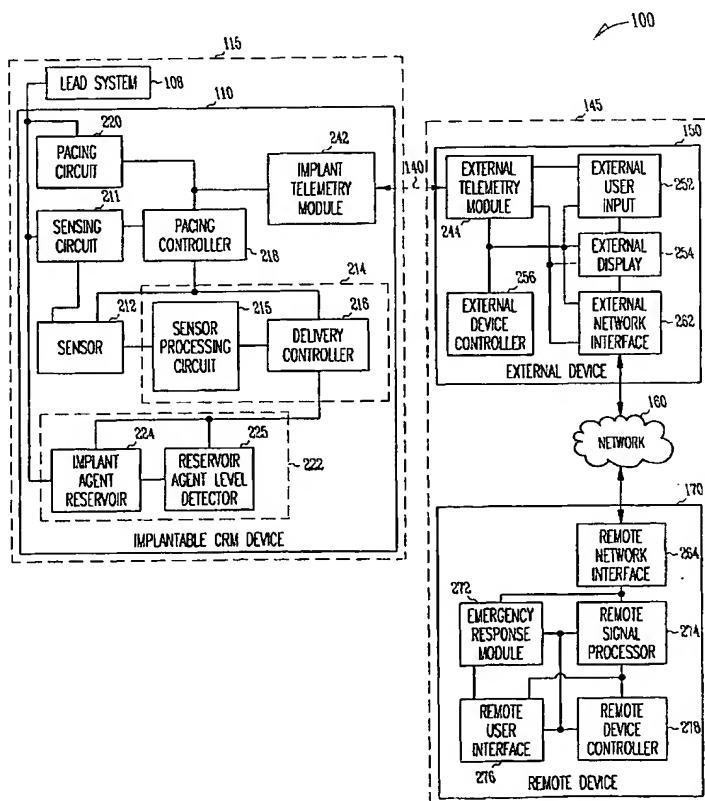 100
115
LEAD SYSTEM
108
110
220
PACING CIRCUIT
242
IMPLANT TELEMETRY MODULE
211
SENSING CIRCUIT
PACING CONTROLLER
218
214
212
SENSOR
215
SENSOR PROCESSING CIRCUIT
216
DELIVERY CONTROLLER
224
IMPLANT AGENT RESERVOIR
225
RESERVOIR AGENT LEVEL DETECTOR
222
IMPLANTABLE CRM DEVICE
140
145
150
EXTERNAL TELEMETRY MODULE
244
EXTERNAL USER INPUT
252
EXTERNAL DISPLAY
254
256
EXTERNAL DEVICE CONTROLLER
EXTERNAL NETWORK INTERFACE
262
EXTERNAL DEVICE
160
NETWORK
170
REMOTE NETWORK INTERFACE
264
272
EMERGENCY RESPONSE MODULE
REMOTE SIGNAL PROCESSOR
274
REMOTE USER INTERFACE
276
REMOTE DEVICE CONTROLLER
278
REMOTE DEVICE